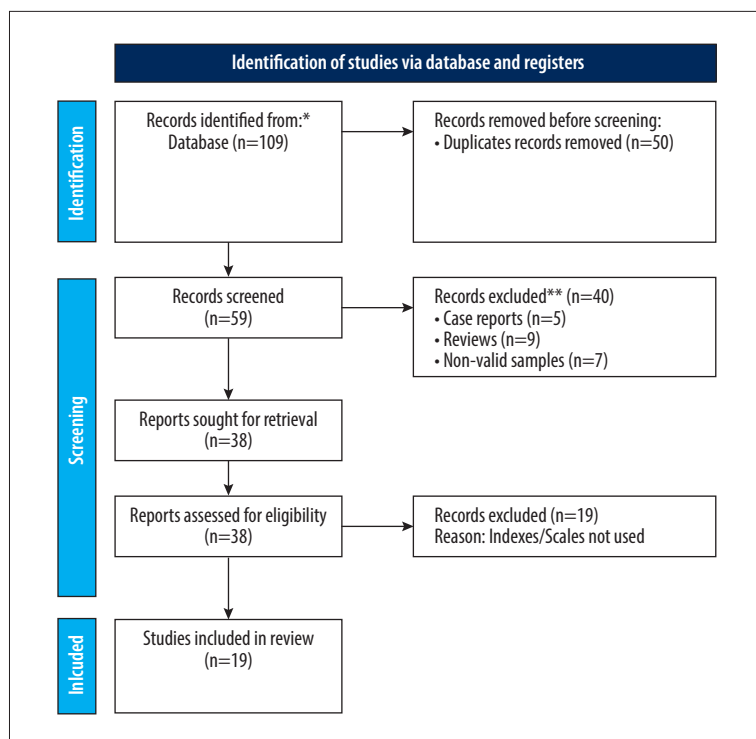 Identification of studies via database and registers
Identification
Records identified from:*
Database (n=109)
Records removed before screening:
• Duplicates records removed (n=50)
Screening
Records screened
(n=59)
Records excluded** (n=40)
• Case reports (n=5)
• Reviews (n=9)
• Non-valid samples (n=7)
Reports sought for retrieval
(n=38)
Reports assessed for eligibility
(n=38)
Records excluded (n=19)
Reason: Indexes/Scales not used
Inlcuded
Studies included in review
(n=19)